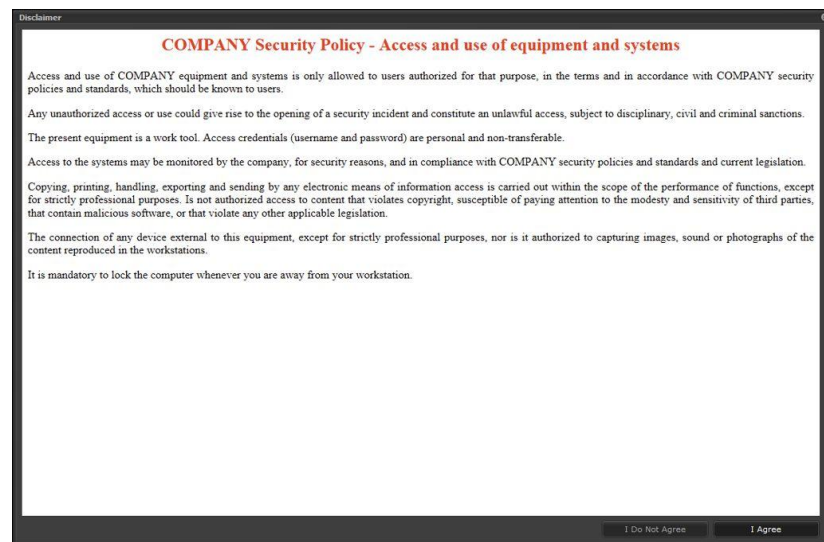 Disclaimer
COMPANY Security Policy - Access and use of equipment and systems
Access and use of COMPANY equipment and systems is only allowed to users authorized for that purpose, in the terms and in accordance with COMPANY security
policies and standards, which should be known to users.
Any unauthorized access or use could give rise to the opening of a security incident and constitute an unlawful access, subject to disciplinary, civil and criminal sanctions.
The present equipment is a work tool. Access credentials (username and password) are personal and non-transferable.
Access to the systems may be monitored by the company, for security reasons, and in compliance with COMPANY security policies and standards and current legislation.
Copying, printing, handling, exporting and sending by any electronic means of information access is carried out within the scope of the performance of functions, except
for strictly professional purposes. Is not authorized access to content that violates copyright, susceptible of paying attention to the modesty and sensitivity of third parties,
that contain malicious software, or that violate any other applicable legislation.
The connection of any device external to this equipment, except for strictly professional purposes, nor is it authorized to capturing images, sound or photographs of the
content reproduced in the workstations.
It is mandatory to lock the computer whenever you are away from your workstation.
I Do Not Agree
I Agree